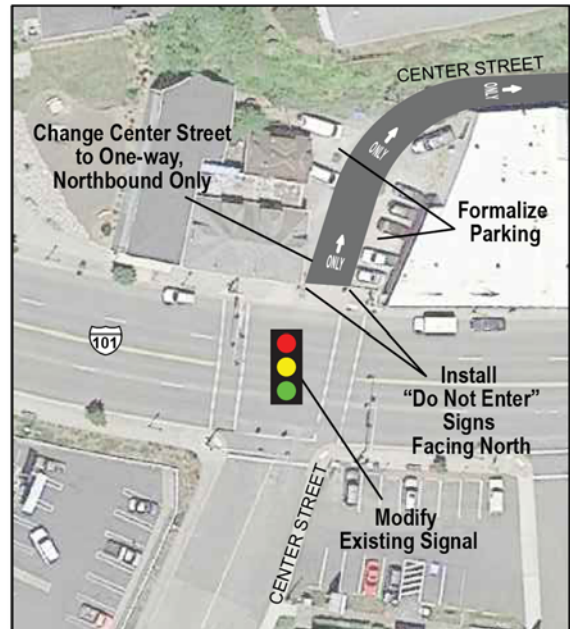 CENTER STREET
ONLY
Change Center Street
to One-way,
Northbound Only
ONLY
Formalize
Parking
ONLY
101
Install
“Do Not Enter”
Signs
Facing North
CENTER STREET
Modify
Existing Signal